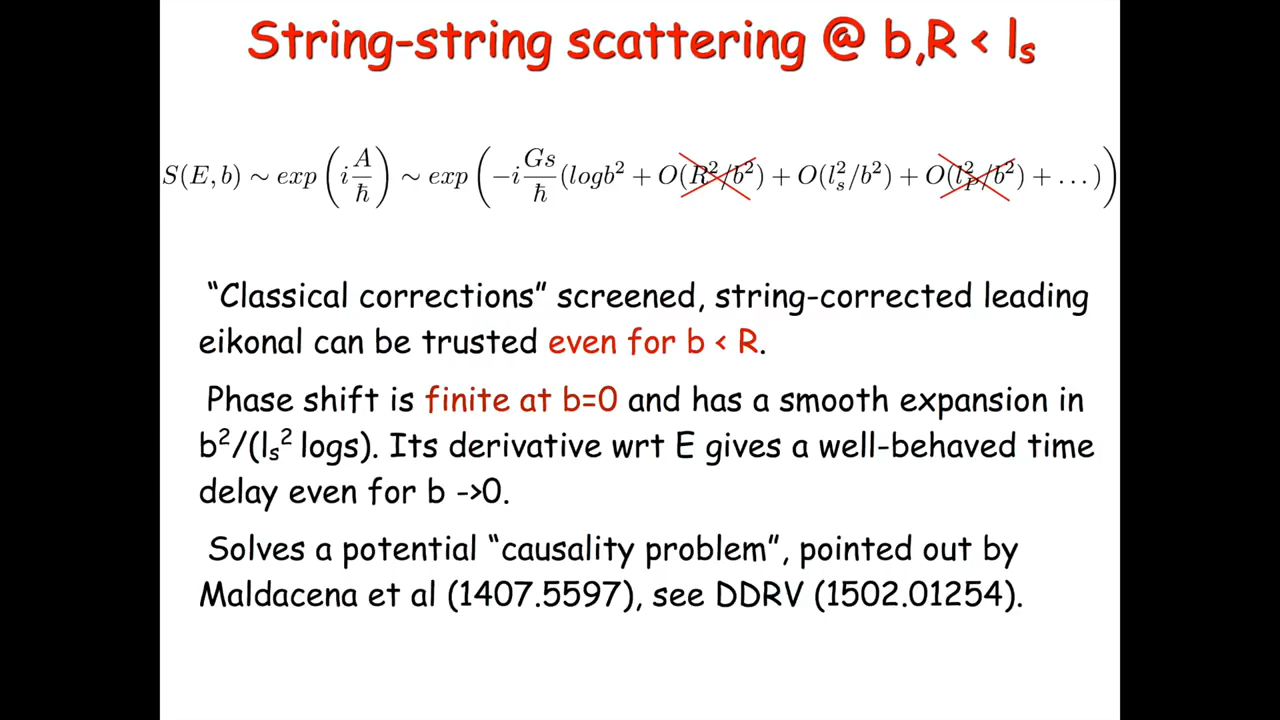 String-string scattering @ b,R < lₛ
S(E, b) ∼ exp (i A/ħ) ∼ exp (−i Gs/ħ (logb² + O(R²/b²) + O(lₛ²/b²) + O(l_P²/b²) + . . . ))
“Classical corrections” screened, string-corrected leading
eikonal can be trusted even for b < R.
Phase shift is finite at b=0 and has a smooth expansion in
b²/(lₛ² logs). Its derivative wrt E gives a well-behaved time
delay even for b ->0.
Solves a potential “causality problem”, pointed out by
Maldacena et al (1407.5597), see DDRV (1502.01254).